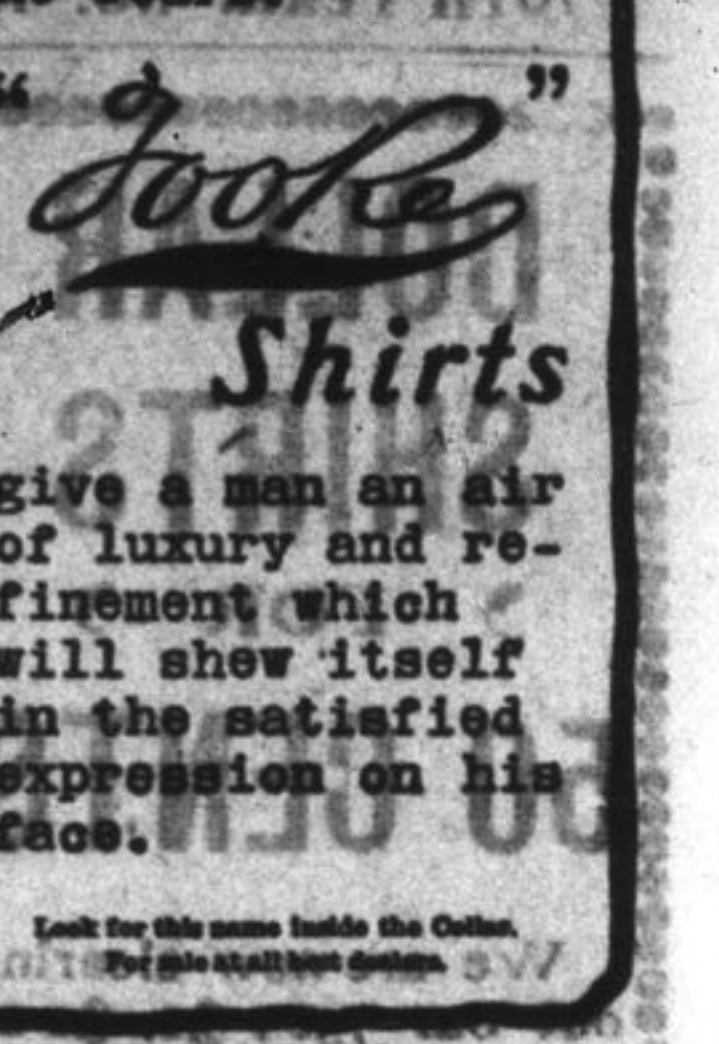 “Tooke”
Shirts
give a man an air
of luxury and re-
finement which
will shew itself
in the satisfied
expression on his
face.
Look for this name inside the Collar.
For sale at all best dealers.